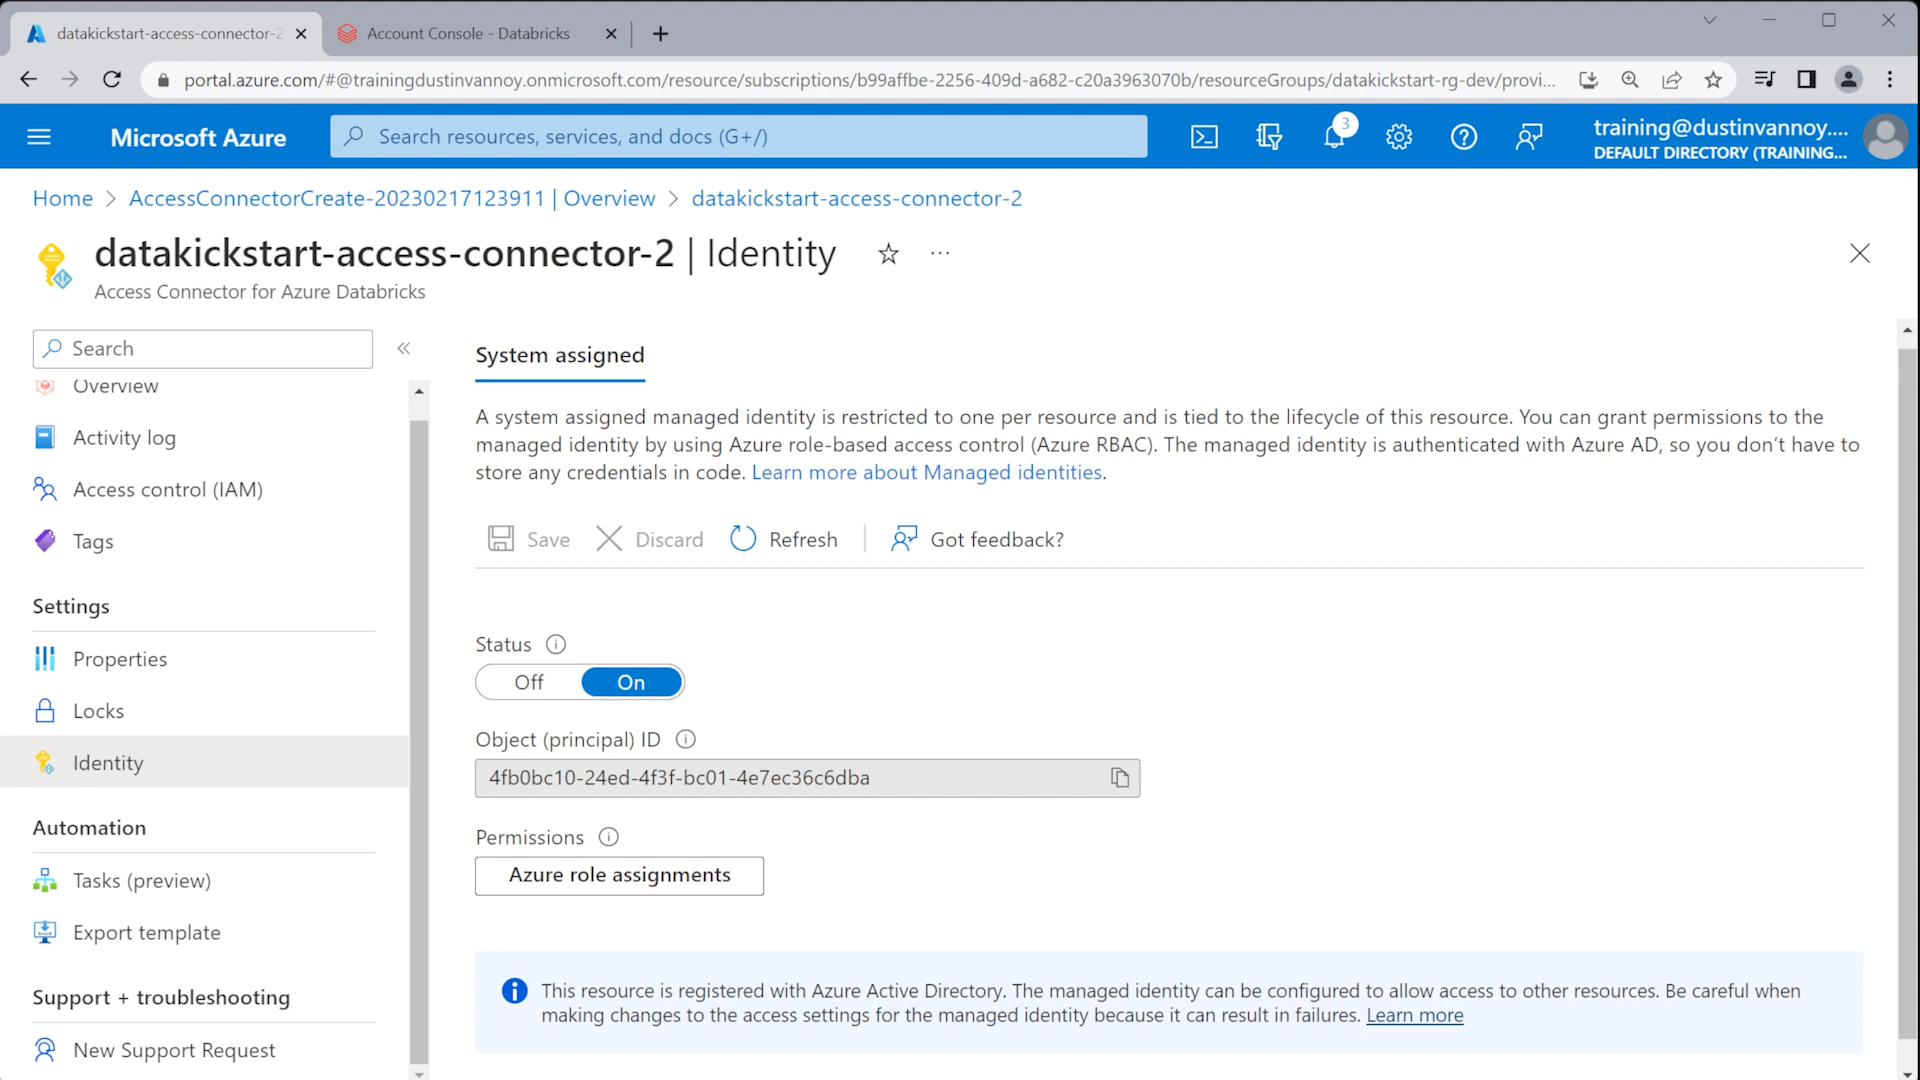 datakickstart-access-connector-2
Account Console - Databricks
portal.azure.com/#@trainingdustinvannoy.onmicrosoft.com/resource/subscriptions/b99affbe-2256-409d-a682-c20a3963070b/resourceGroups/datakickstart-rg-dev/provi...
Microsoft Azure
Search resources, services, and docs (G+/)
3
training@dustinvannoy....
DEFAULT DIRECTORY (TRAINING...
Home > AccessConnectorCreate-20230217123911 | Overview > datakickstart-access-connector-2
datakickstart-access-connector-2 | Identity
Access Connector for Azure Databricks
Search
Overview
Activity log
Access control (IAM)
Tags
Settings
Properties
Locks
Identity
Automation
Tasks (preview)
Export template
Support + troubleshooting
New Support Request
System assigned
A system assigned managed identity is restricted to one per resource and is tied to the lifecycle of this resource. You can grant permissions to the
managed identity by using Azure role-based access control (Azure RBAC). The managed identity is authenticated with Azure AD, so you don't have to
store any credentials in code. Learn more about Managed identities.
Save Discard Refresh Got feedback?
Status
Off On
Object (principal) ID
4fb0bc10-24ed-4f3f-bc01-4e7ec36c6dba
Permissions
Azure role assignments
This resource is registered with Azure Active Directory. The managed identity can be configured to allow access to other resources. Be careful when
making changes to the access settings for the managed identity because it can result in failures. Learn more